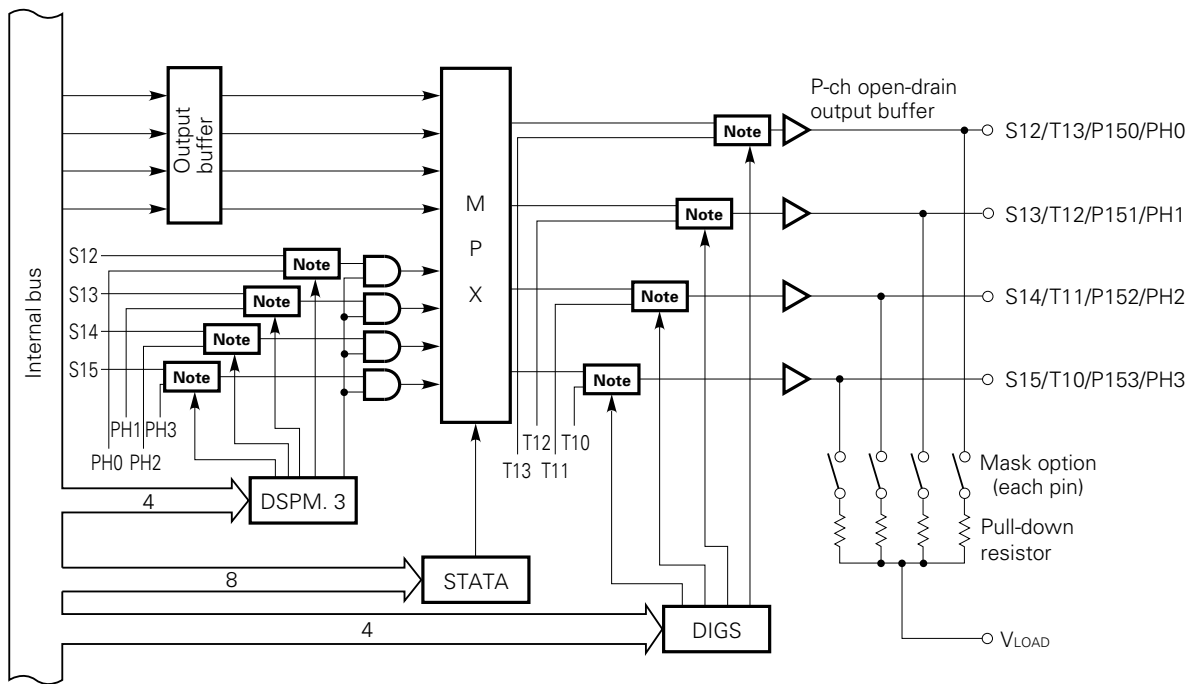 Internal bus
Output
buffer
M
P
X
P-ch open-drain
output buffer
Note
S12/T13/P150/PH0
Note
S13/T12/P151/PH1
Note
S14/T11/P152/PH2
Note
S15/T10/P153/PH3
S12
Note
S13
Note
S14
Note
S15
Note
PH1 PH3
PH0 PH2
T12 T10
T13 T11
Mask option
(each pin)
Pull-down
resistor
4
DSPM. 3
8
STATA
4
DIGS
VLOAD